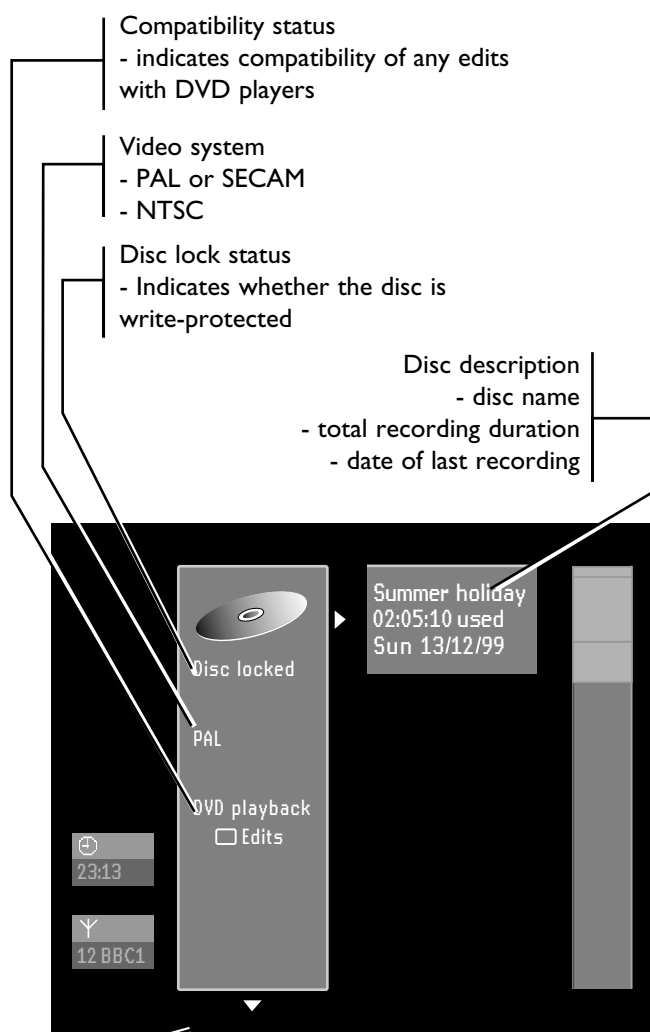 Compatibility status
- indicates compatibility of any edits
with DVD players
Video system
- PAL or SECAM
- NTSC
Disc lock status
- Indicates whether the disc is
write-protected
Disc description
- disc name
- total recording duration
- date of last recording
Summer holiday
02:05:10 used
Sun 13/12/99
Disc locked
PAL
DVD playback
Edits
23:13
12 BBC1